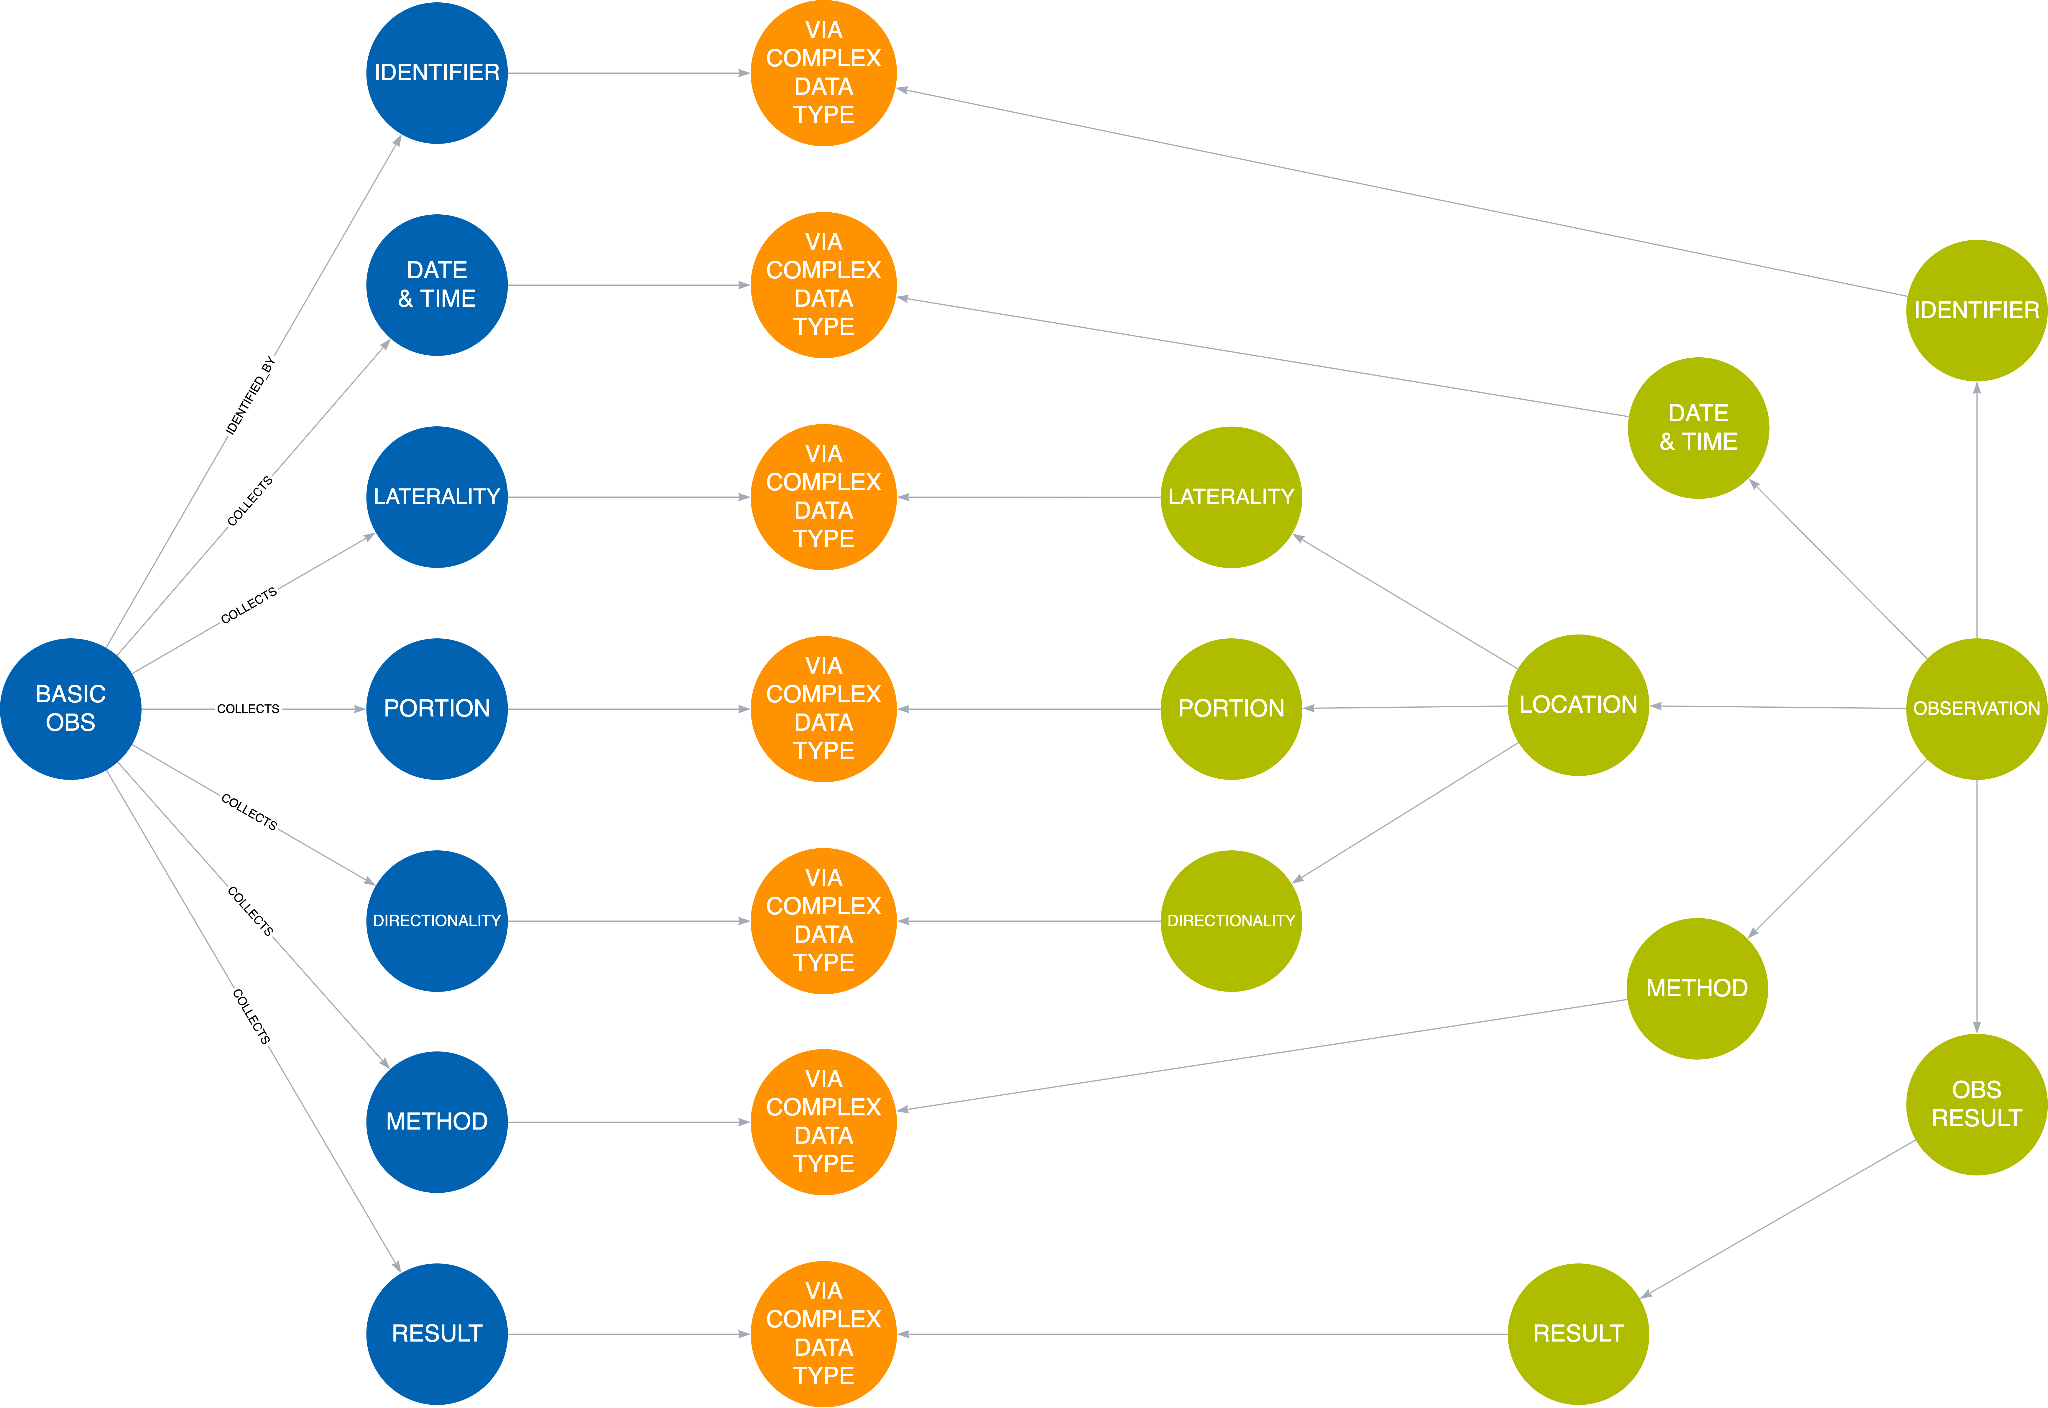 IDENTIFIER
VIA
COMPLEX
DATA
TYPE
DATE
& TIME
VIA
COMPLEX
DATA
TYPE
IDENTIFIER
DATE
& TIME
IDENTIFIED_BY
COLLECTS
LATERALITY
VIA
COMPLEX
DATA
TYPE
LATERALITY
COLLECTS
BASIC
OBS
COLLECTS
PORTION
VIA
COMPLEX
DATA
TYPE
PORTION
LOCATION
OBSERVATION
COLLECTS
DIRECTIONALITY
VIA
COMPLEX
DATA
TYPE
DIRECTIONALITY
COLLECTS
METHOD
COLLECTS
METHOD
VIA
COMPLEX
DATA
TYPE
OBS
RESULT
RESULT
VIA
COMPLEX
DATA
TYPE
RESULT